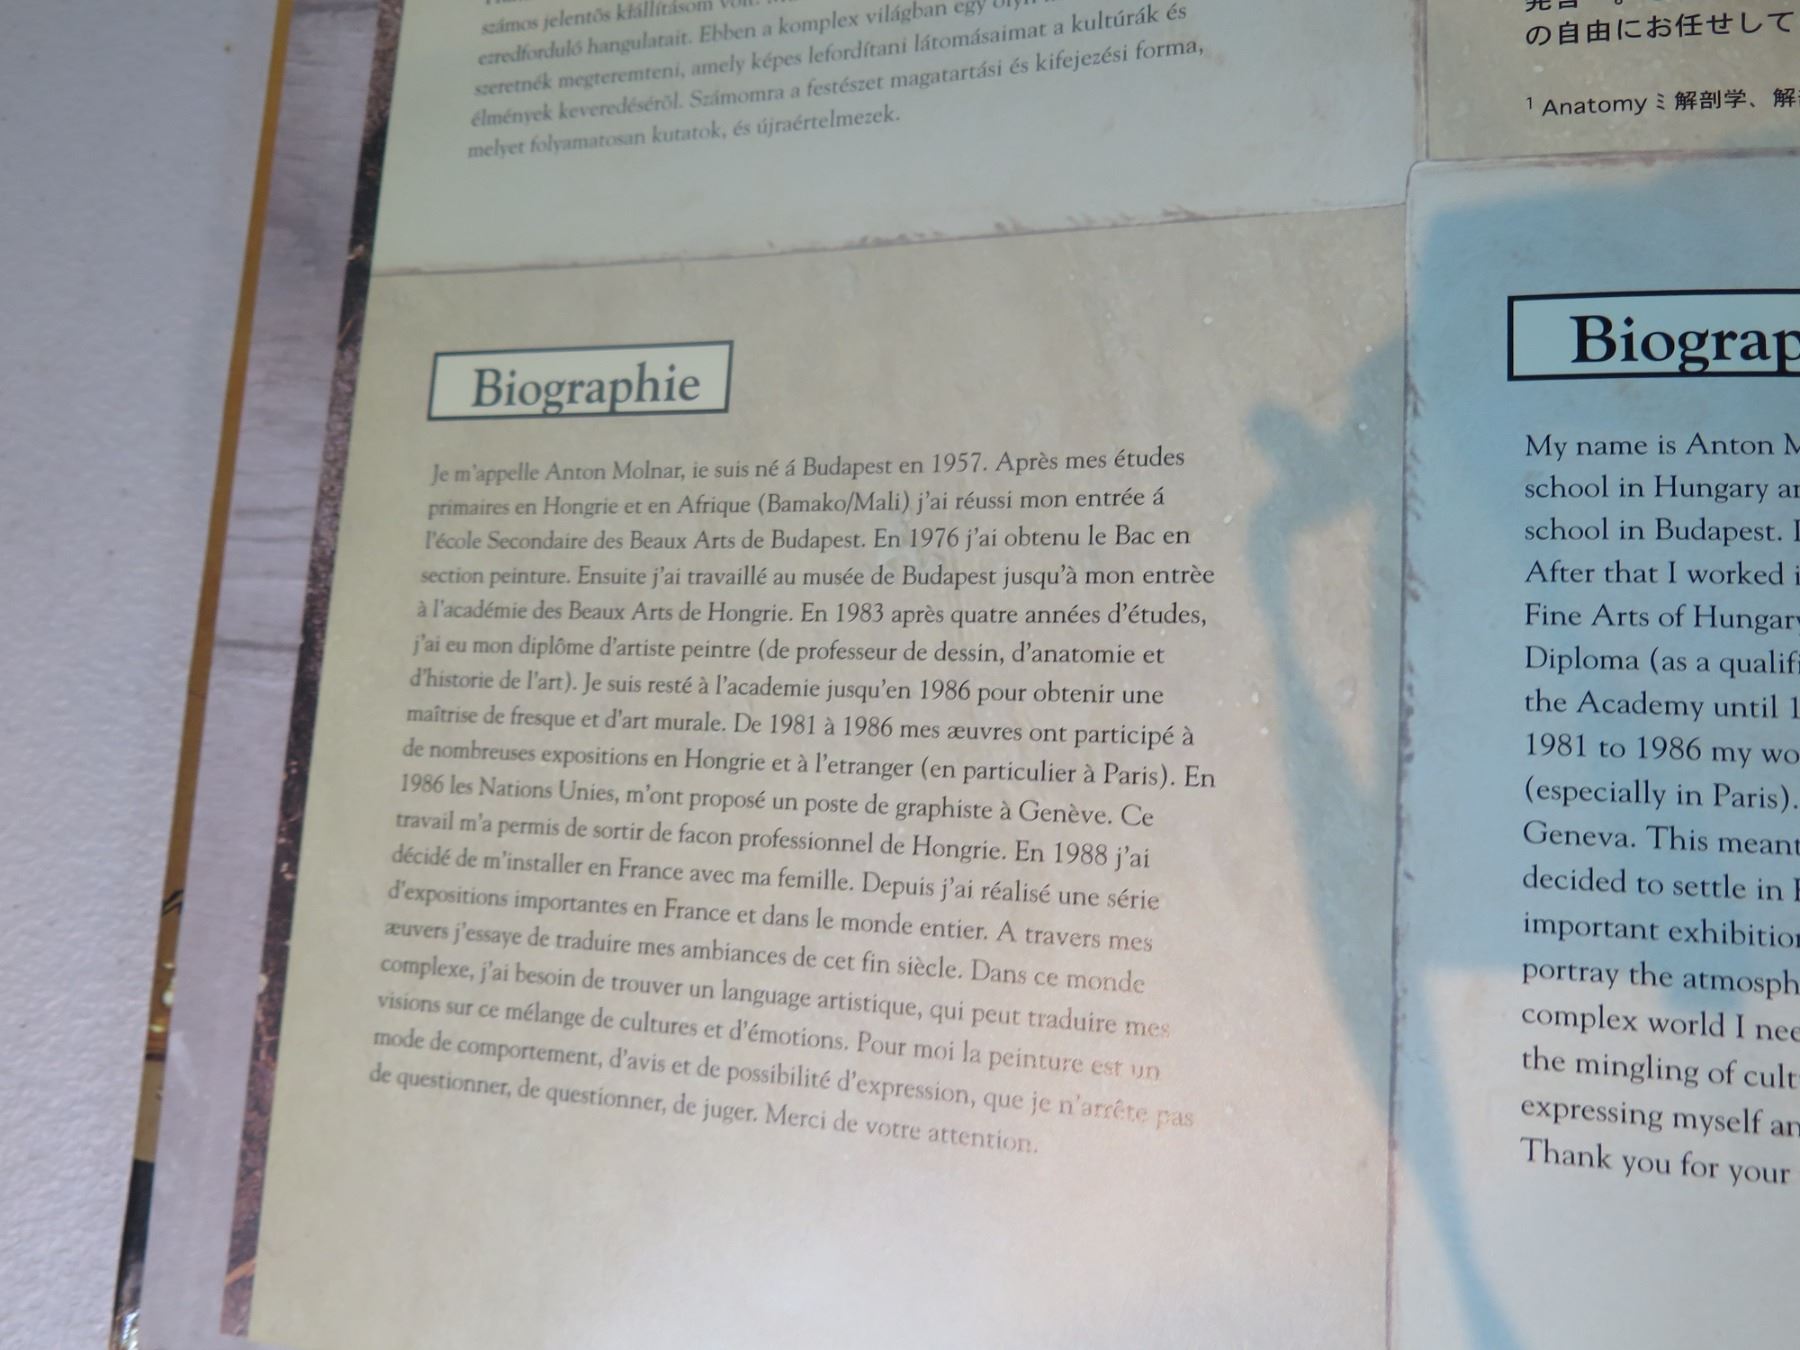 számos jelentős kiállításom volt.
ezredforduló hangulatait. Ebben a komplex világban egy olyan
szeretnék megteremteni, amely képes lefordítani látomásaimat a kultúrák és
élmények keveredéséről. Számomra a festészet magatartási és kifejezési forma,
melyet folyamatosan kutatok, és újraértelmezek.
の自由にお任せして
¹ Anatomy ミ 解剖学、解
Biographie
Je m'appelle Anton Molnar, ie suis né á Budapest en 1957. Après mes études
primaires en Hongrie et en Afrique (Bamako/Mali) j'ai réussi mon entrée á
l'école Secondaire des Beaux Arts de Budapest. En 1976 j'ai obtenu le Bac en
section peinture. Ensuite j'ai travaillé au musée de Budapest jusqu'à mon entrèe
à l'académie des Beaux Arts de Hongrie. En 1983 après quatre années d'études,
j'ai eu mon diplôme d'artiste peintre (de professeur de dessin, d'anatomie et
d'historie de l'art). Je suis resté à l'academie jusqu'en 1986 pour obtenir une
maîtrise de fresque et d'art murale. De 1981 à 1986 mes æuvres ont participé à
de nombreuses expositions en Hongrie et à l'etranger (en particulier à Paris). En
1986 les Nations Unies, m'ont proposé un poste de graphiste à Genève. Ce
travail m'a permis de sortir de facon professionnel de Hongrie. En 1988 j'ai
décidé de m'installer en France avec ma femille. Depuis j'ai réalisé une série
d'expositions importantes en France et dans le monde entier. A travers mes
æuvers j'essaye de traduire mes ambiances de cet fin siècle. Dans ce monde
complexe, j'ai besoin de trouver un language artistique, qui peut traduire mes
visions sur ce mélange de cultures et d'émotions. Pour moi la peinture est un
mode de comportement, d'avis et de possibilité d'expression, que je n'arrête pas
de questionner, de questionner, de juger. Merci de votre attention.
Biograp
My name is Anton M
school in Hungary an
school in Budapest. I
After that I worked i
Fine Arts of Hungary
Diploma (as a qualifi
the Academy until 1
1981 to 1986 my wo
(especially in Paris).
Geneva. This meant
decided to settle in F
important exhibition
portray the atmosph
complex world I nee
the mingling of cult
expressing myself an
Thank you for your